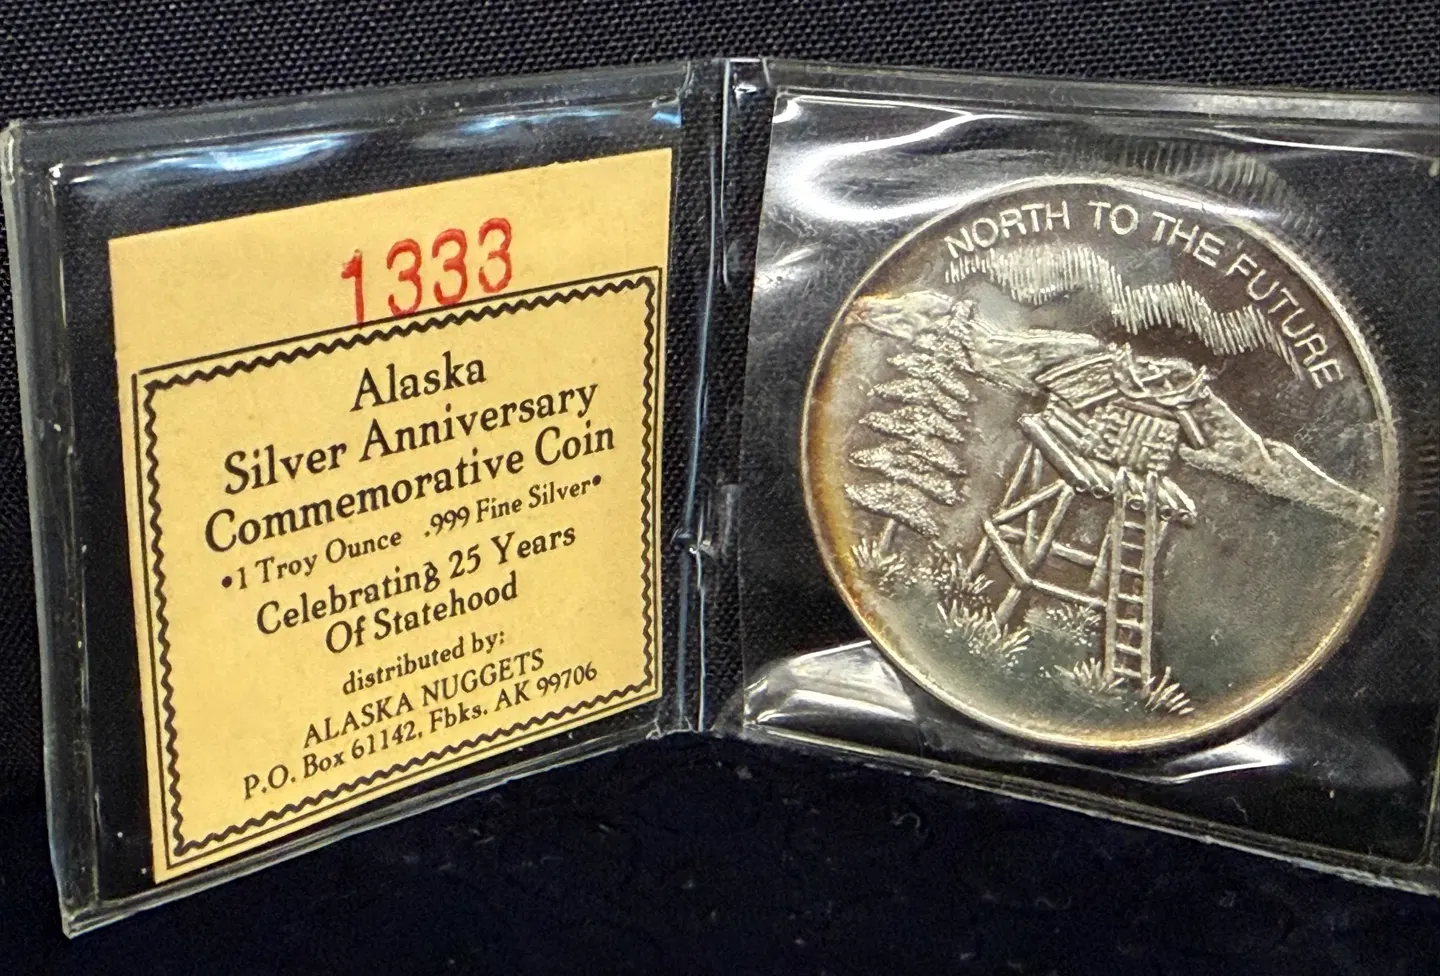 1333
Alaska
Silver Anniversary
Commemorative Coin
•1 Troy Ounce .999 Fine Silver•
Celebrating 25 Years
Of Statehood
distributed by:
ALASKA NUGGETS
P.O. Box 61142, Fbks. AK 99706
NORTH TO THE FUTURE